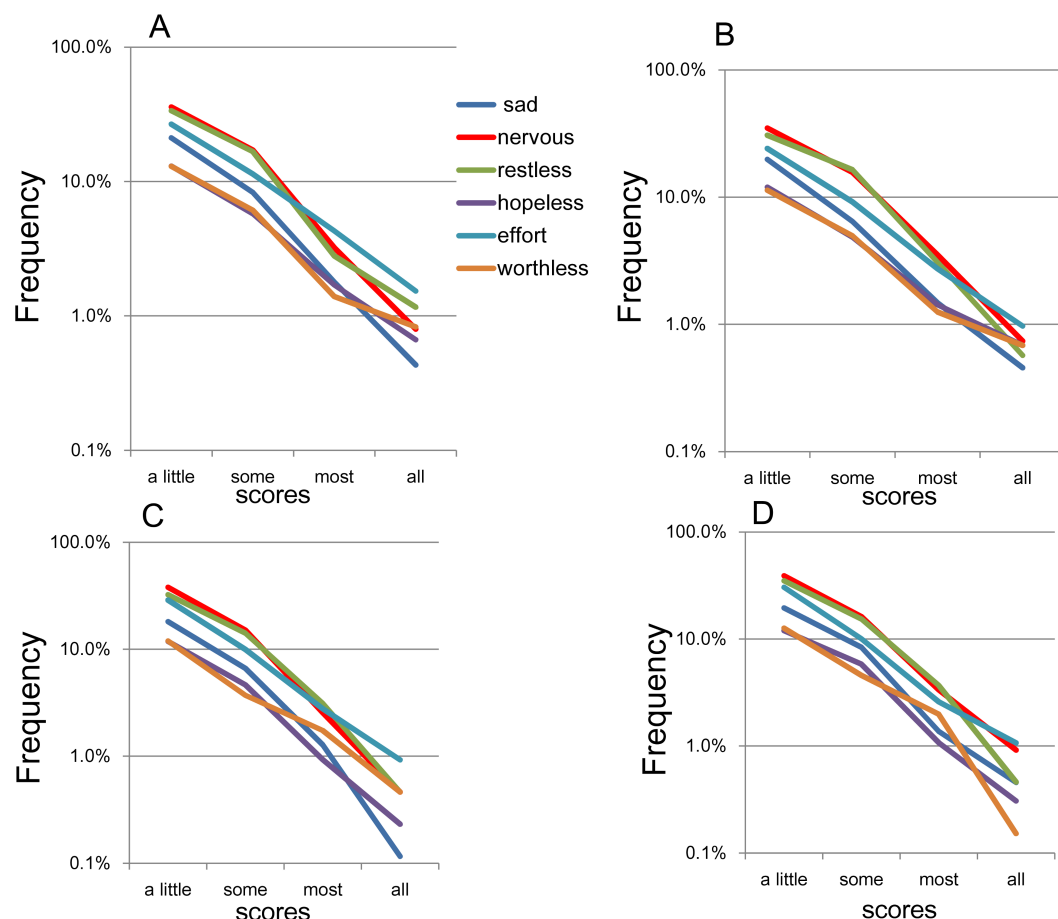 A
100.0%
10.0%
1.0%
0.1%
Frequency
a little some most all
scores
sad
nervous
restless
hopeless
effort
worthless
B
100.0%
10.0%
1.0%
0.1%
Frequency
a little some most all
scores
C
100.0%
10.0%
1.0%
0.1%
Frequency
a little some most all
scores
D
100.0%
10.0%
1.0%
0.1%
Frequency
a little some most all
scores